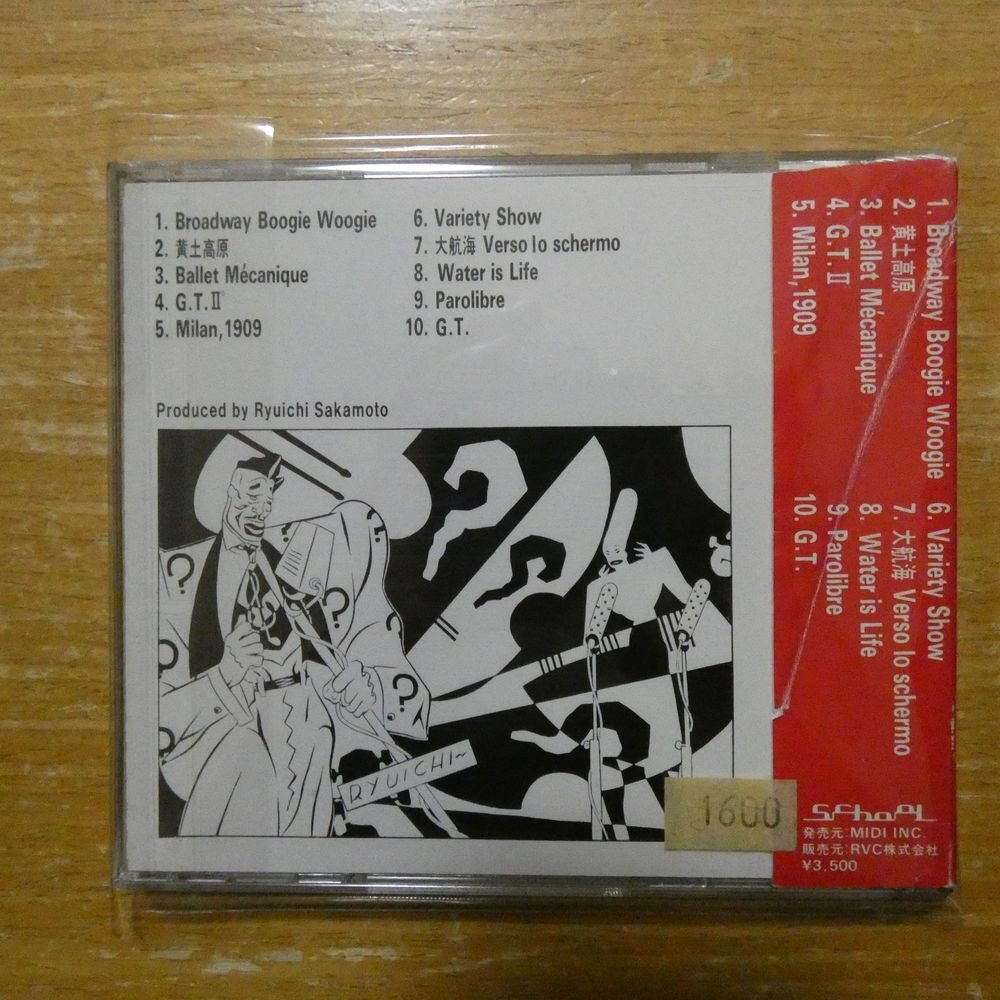 1. Broadway Boogie Woogie
2. 黄土高原
3. Ballet Mécanique
4. G.T.Ⅱ
5. Milan,1909
6. Variety Show
7. 大航海 Verso lo schermo
8. Water is Life
9. Parolibre
10. G.T.
Produced by Ryuichi Sakamoto
RYUICHI~
1600
1. Broadway Boogie Woogie
2. 黄土高原
3. Ballet Mécanique
4. G.T.Ⅱ
5. Milan,1909
6. Variety Show
7. 大航海 Verso lo schermo
8. Water is Life
9. Parolibre
10. G.T.
School
発売元:MIDI INC.
販売元:RVC株式会社
¥3,500